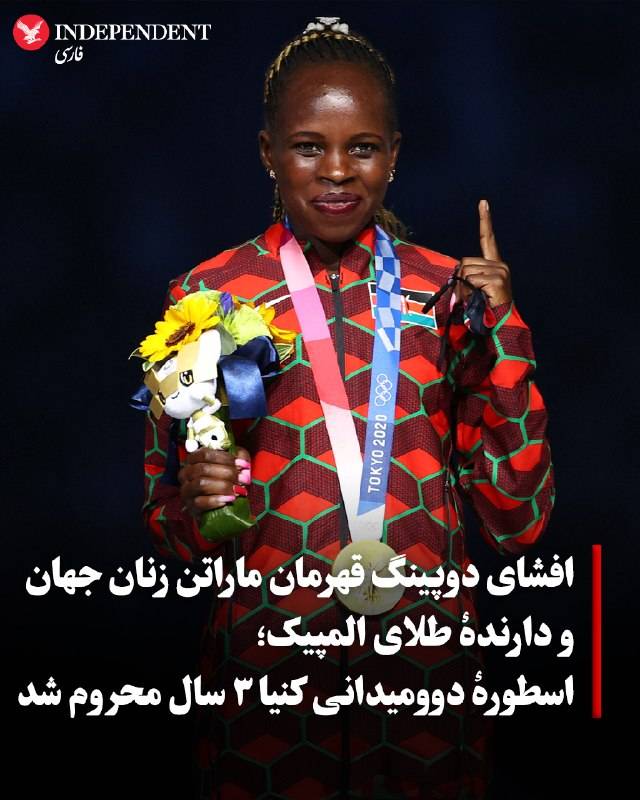 INDEPENDENT
فارسی
TOKYO 2020
افشای دوپینگ قهرمان ماراتن زنان جهان
و دارندهٔ طلای المپیک؛
اسطورهٔ دوومیدانی کنیا ۳ سال محروم شد